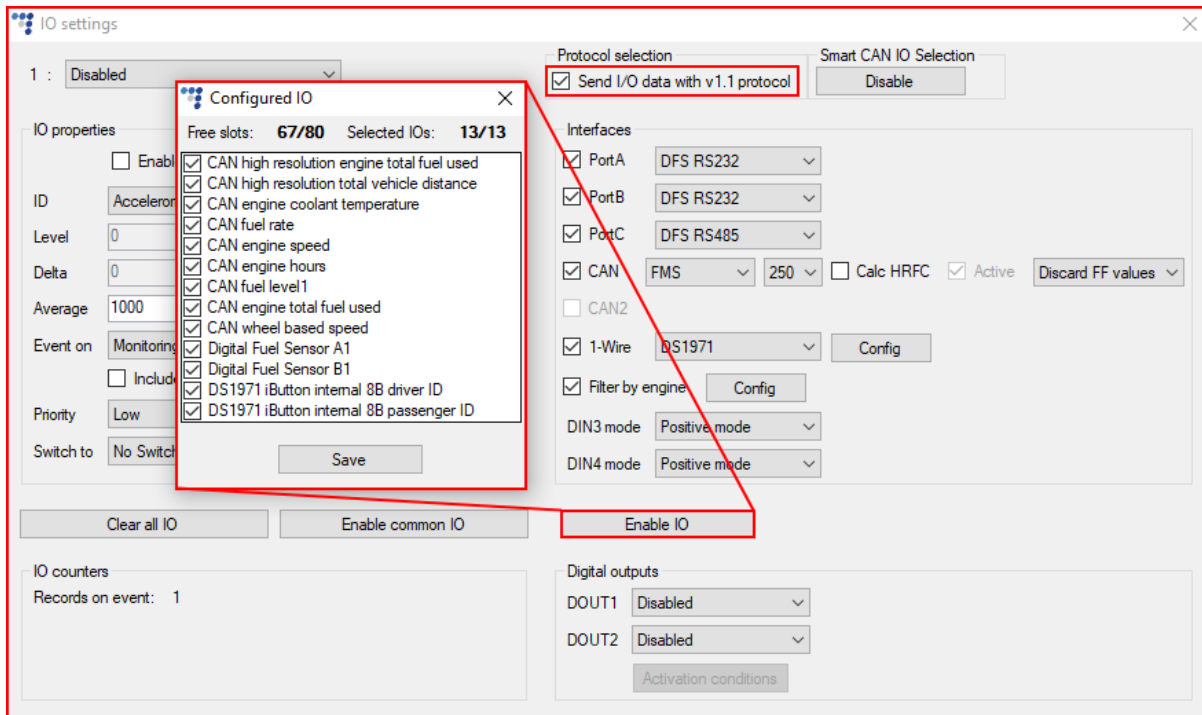 IO settings
1 : Disabled
Protocol selection
Send I/O data with v1.1 protocol
Smart CAN IO Selection
Disable
Configured IO
Free slots: 67/80 Selected IOs: 13/13
CAN high resolution engine total fuel used
CAN high resolution total vehicle distance
CAN engine coolant temperature
CAN fuel rate
CAN engine speed
CAN engine hours
CAN fuel level1
CAN engine total fuel used
CAN wheel based speed
Digital Fuel Sensor A1
Digital Fuel Sensor B1
DS1971 iButton internal 8B driver ID
DS1971 iButton internal 8B passenger ID
Save
IO properties
ID
Level 0
Delta 0
Average 1000
Event on Monitoring
Includ
Priority Low
Switch to No Switch
Interfaces
PortA DFS RS232
PortB DFS RS232
PortC DFS RS485
CAN FMS 250 Calc HRFC Active Discard FF values
CAN2
1-Wire DS1971 Config
Filter by engine Config
DIN3 mode Positive mode
DIN4 mode Positive mode
Clear all IO Enable common IO Enable IO
IO counters
Records on event: 1
Digital outputs
DOUT1 Disabled
DOUT2 Disabled
Activation conditions